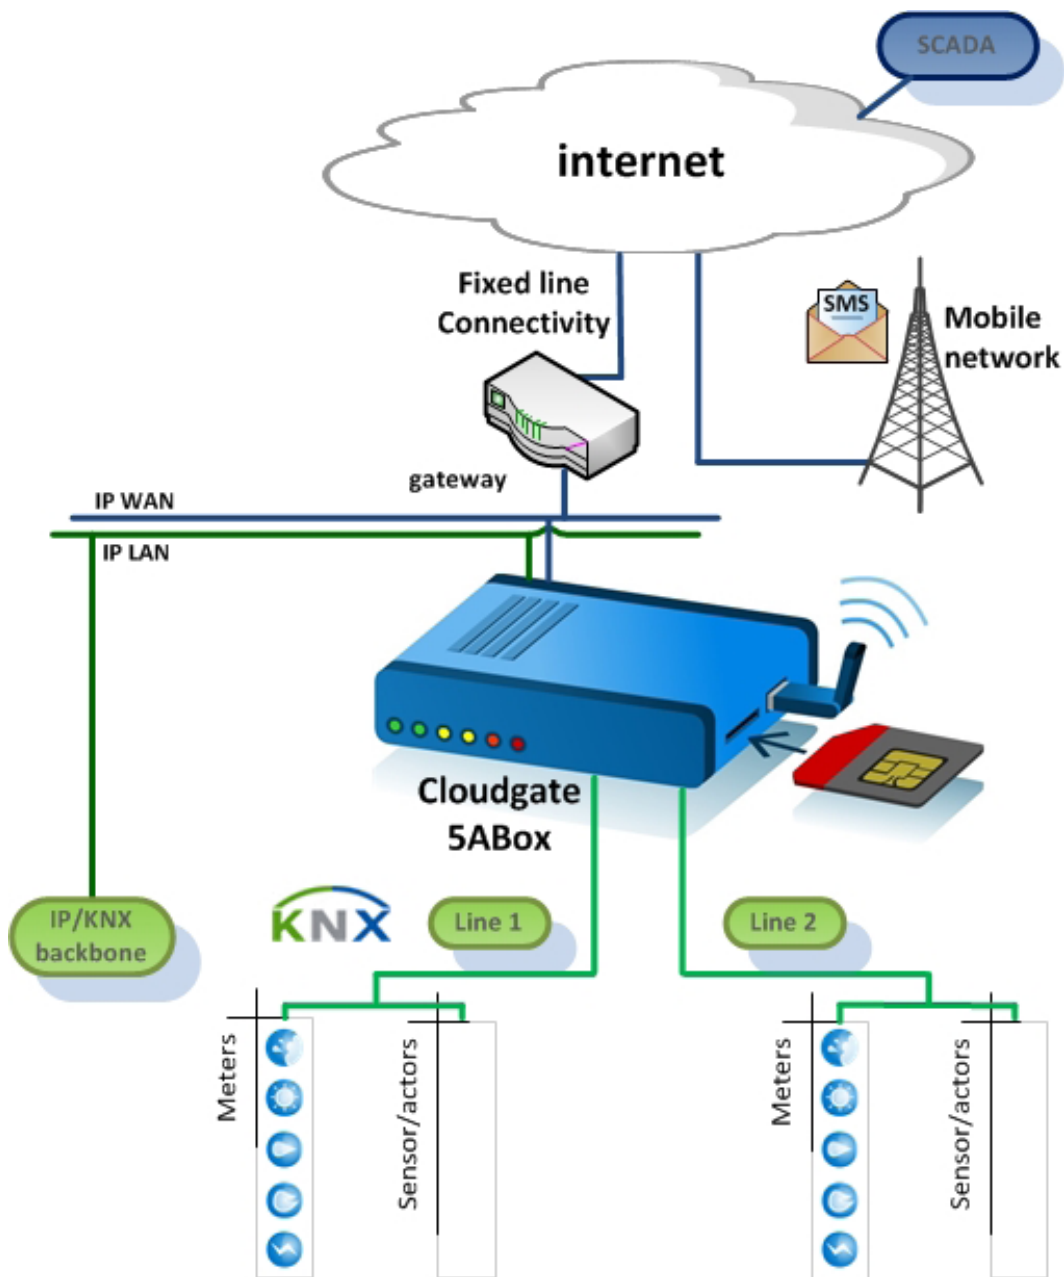 SCADA
internet
Fixed line
Connectivity
SMS
Mobile
network
gateway
IP WAN
IP LAN
Cloudgate
5ABox
IP/KNX
backbone
KNX
Line 1
Line 2
Meters
Sensor/actors
Meters
Sensor/actors